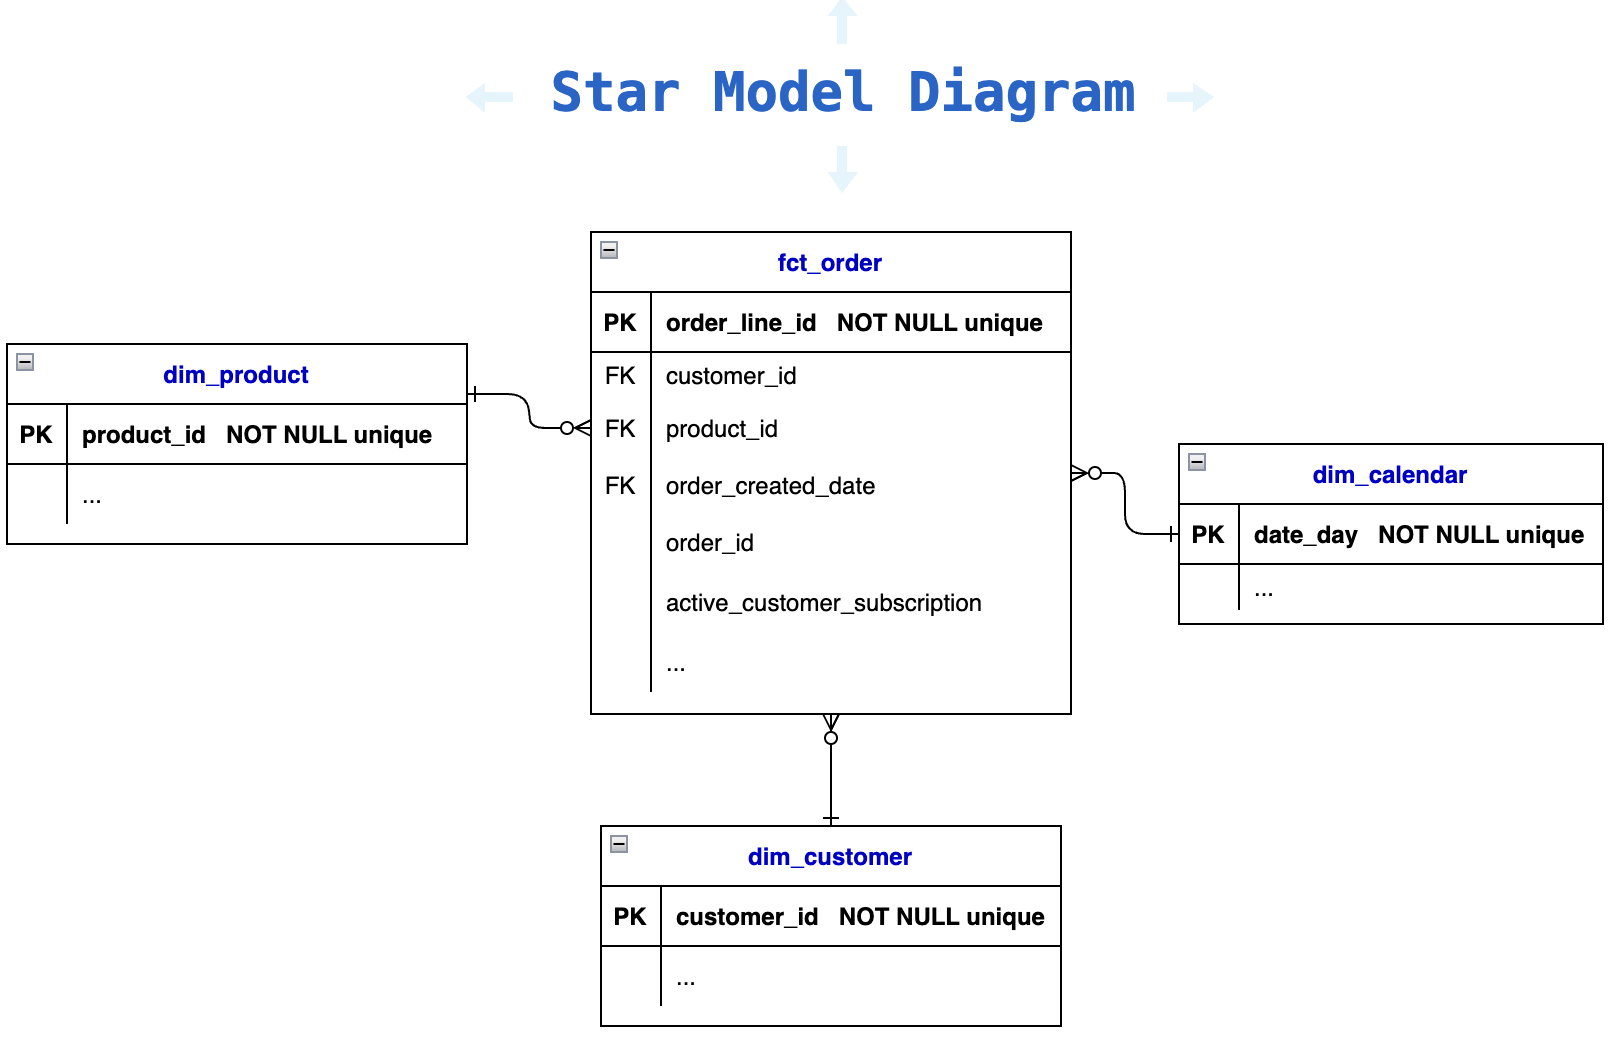 Star Model Diagram
fct_order
PK order_line_id NOT NULL unique
FK customer_id
FK product_id
FK order_created_date
order_id
active_customer_subscription
...
dim_product
PK product_id NOT NULL unique
...
dim_calendar
PK date_day NOT NULL unique
...
dim_customer
PK customer_id NOT NULL unique
...